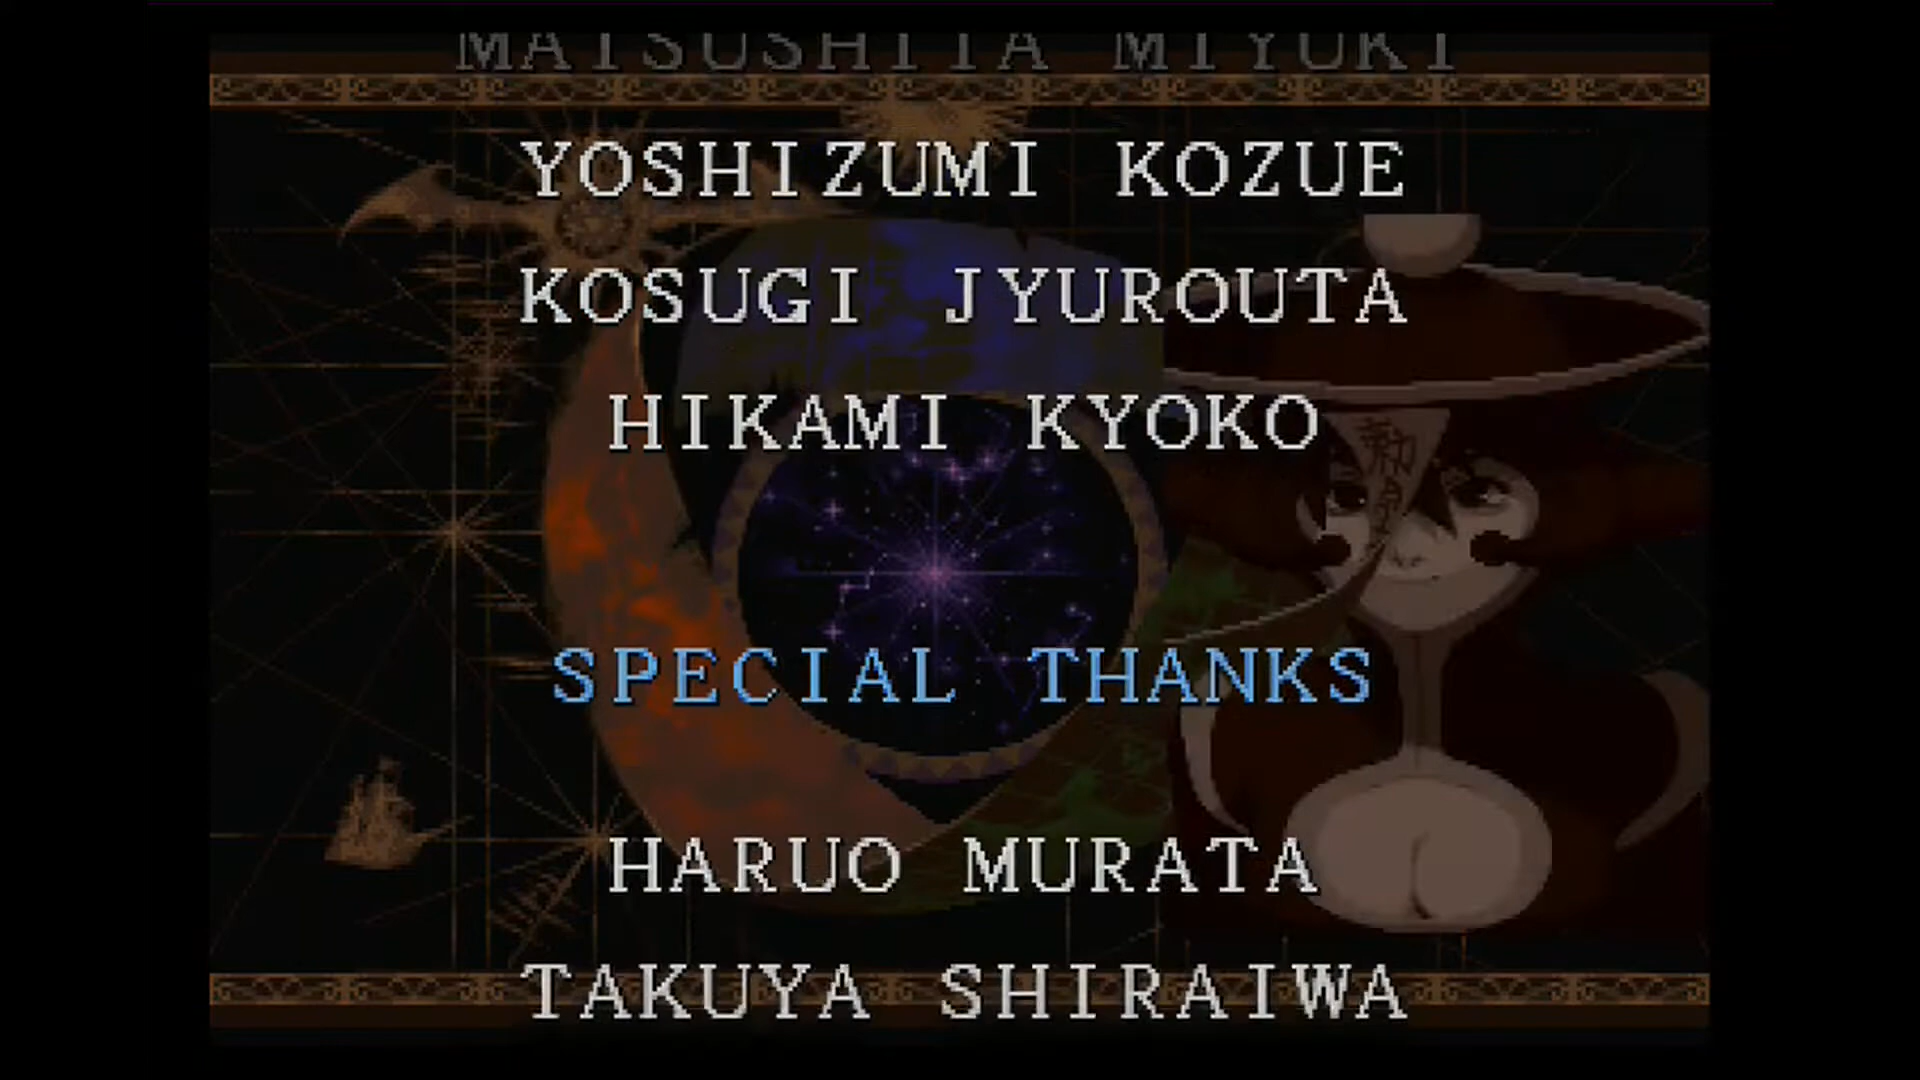 MATSUSHITA MIYUKI
YOSHIZUMI KOZUE
KOSUGI JYUROUTA
HIKAMI KYOKO
SPECIAL THANKS
HARUO MURATA
TAKUYA SHIRAIWA